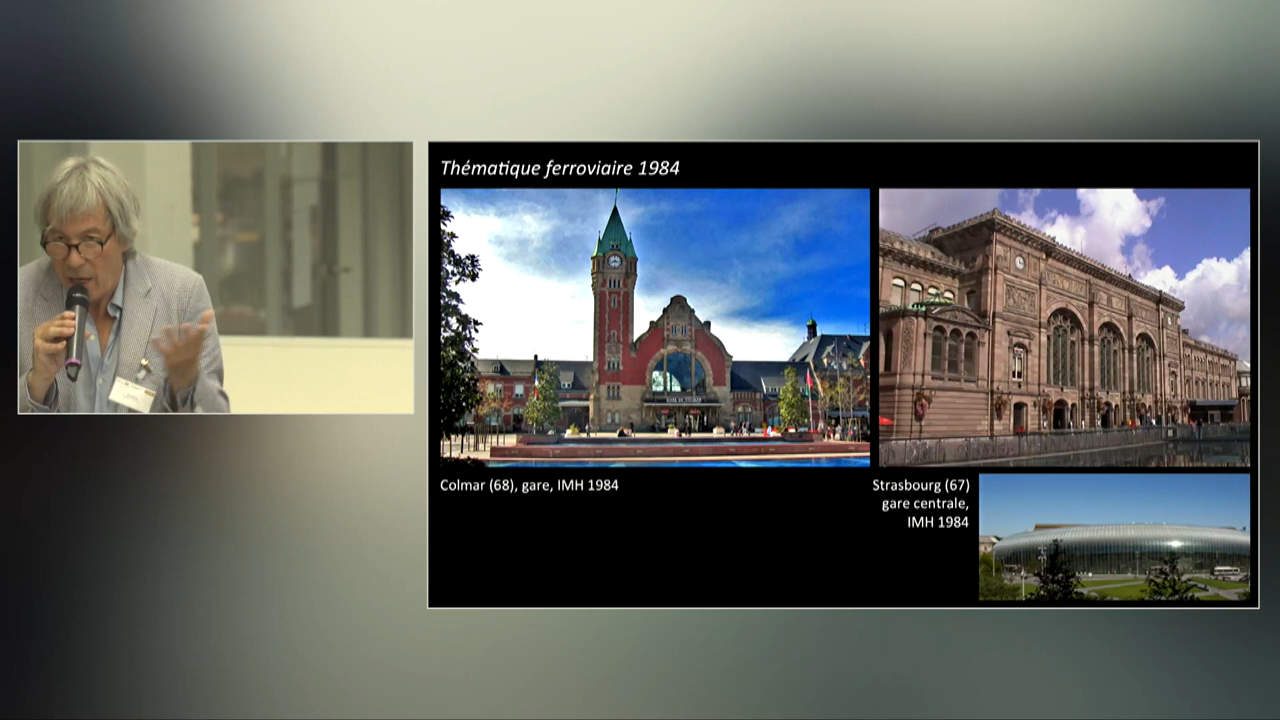 Thématique ferroviaire 1984
Colmar (68), gare, IMH 1984
Strasbourg (67)
gare centrale,
IMH 1984